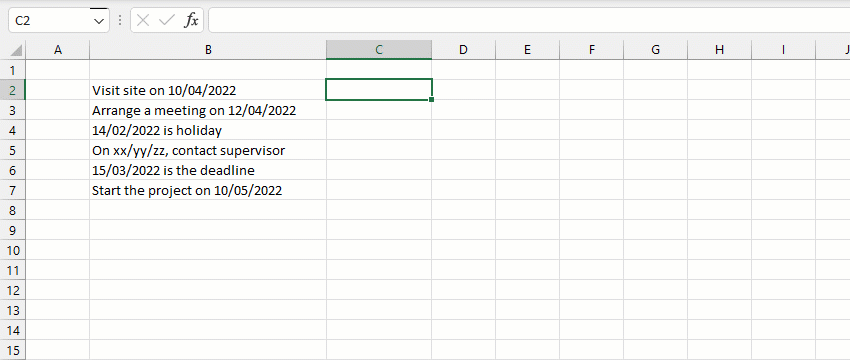 C2 fx
A B C D E F G H I J
1
2 Visit site on 10/04/2022
3 Arrange a meeting on 12/04/2022
4 14/02/2022 is holiday
5 On xx/yy/zz, contact supervisor
6 15/03/2022 is the deadline
7 Start the project on 10/05/2022
8
9
10
11
12
13
14
15